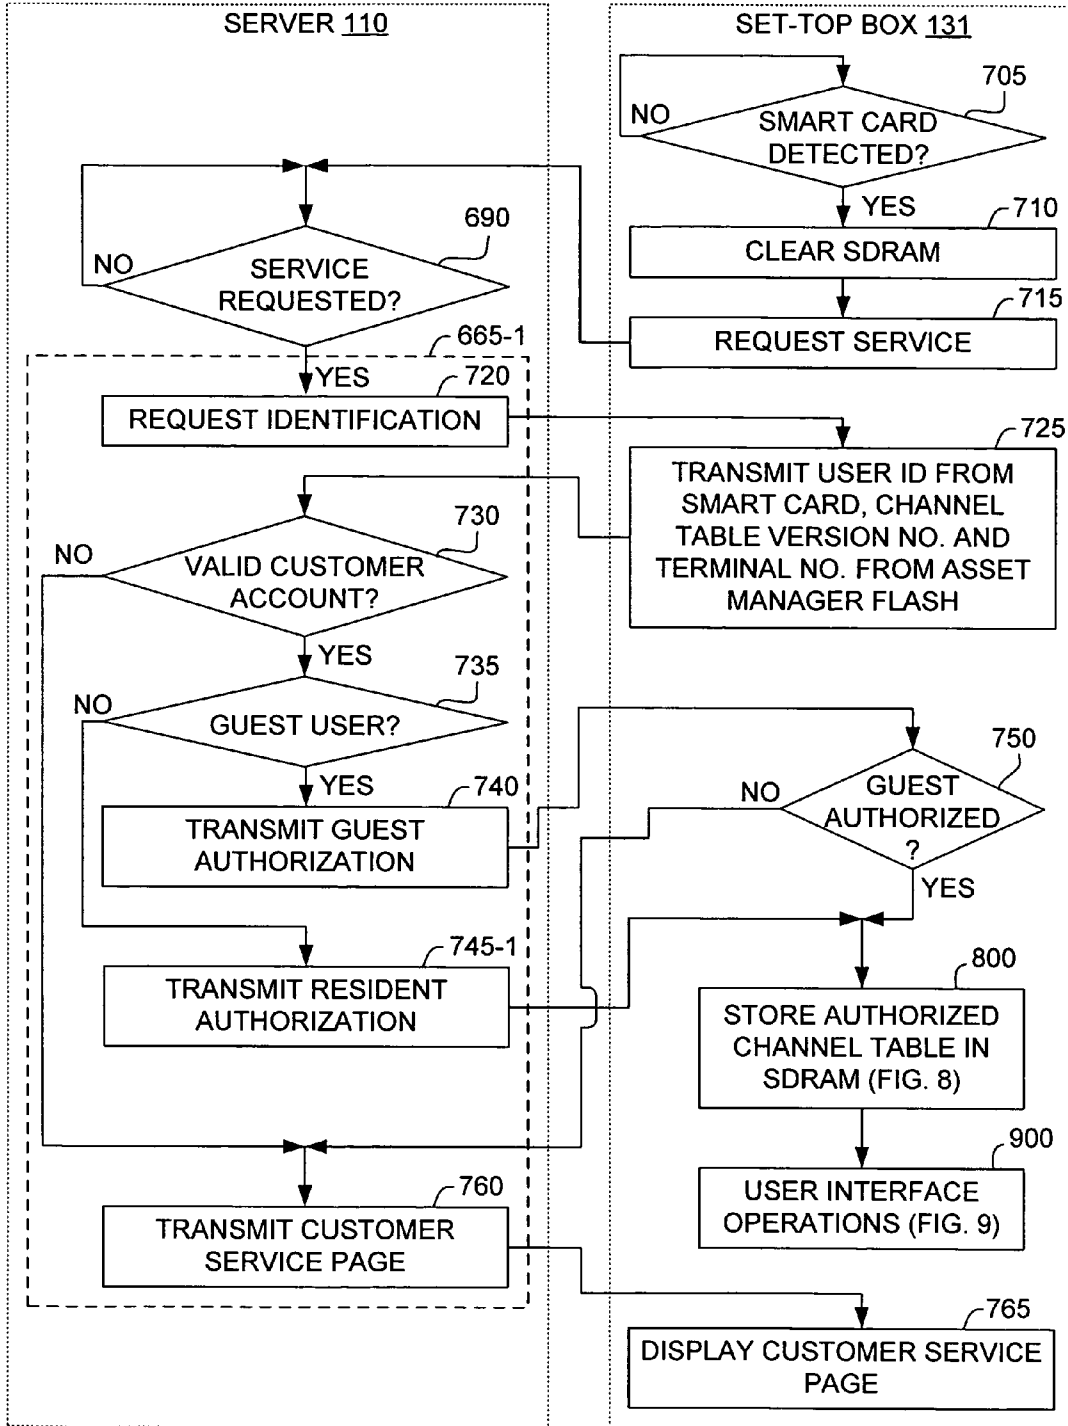 SERVER 110
SET-TOP BOX 131
705
NO
SMART CARD
DETECTED?
YES
710
CLEAR SDRAM
715
REQUEST SERVICE
690
NO
SERVICE
REQUESTED?
665-1
YES
720
REQUEST IDENTIFICATION
725
TRANSMIT USER ID FROM
SMART CARD, CHANNEL
TABLE VERSION NO. AND
TERMINAL NO. FROM ASSET
MANAGER FLASH
730
NO
VALID CUSTOMER
ACCOUNT?
YES
735
NO
GUEST USER?
YES
740
TRANSMIT GUEST
AUTHORIZATION
750
NO
GUEST
AUTHORIZED
?
YES
745-1
TRANSMIT RESIDENT
AUTHORIZATION
800
STORE AUTHORIZED
CHANNEL TABLE IN
SDRAM (FIG. 8)
900
USER INTERFACE
OPERATIONS (FIG. 9)
760
TRANSMIT CUSTOMER
SERVICE PAGE
765
DISPLAY CUSTOMER SERVICE
PAGE